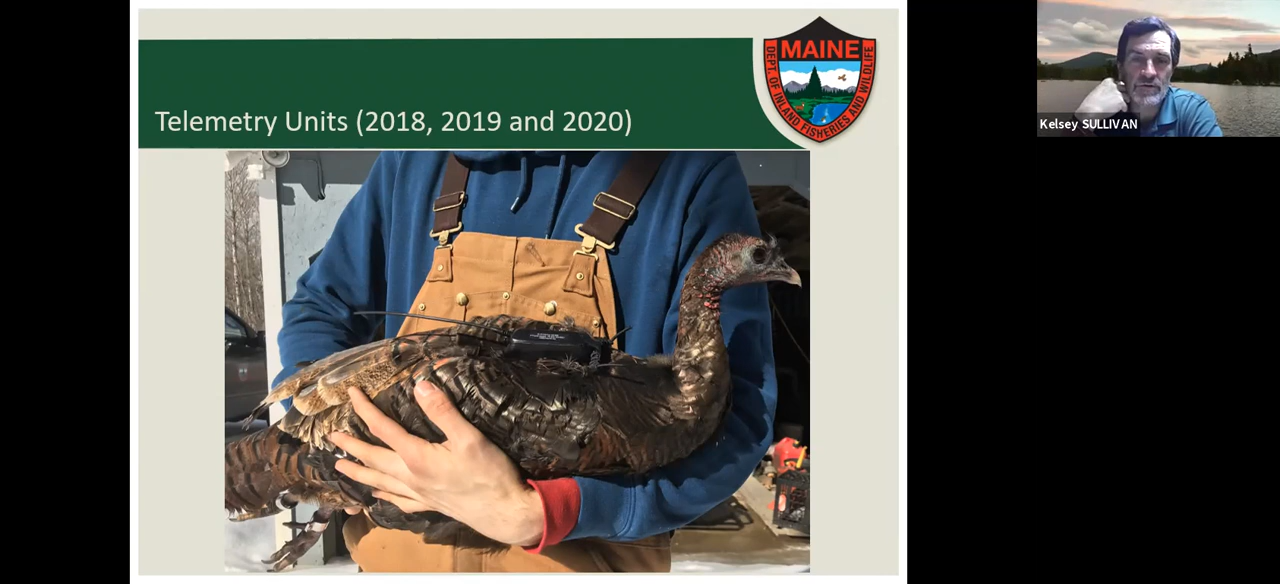 MAINE
DEPT. OF INLAND FISHERIES AND WILDLIFE
Telemetry Units (2018, 2019 and 2020)
Kelsey SULLIVAN